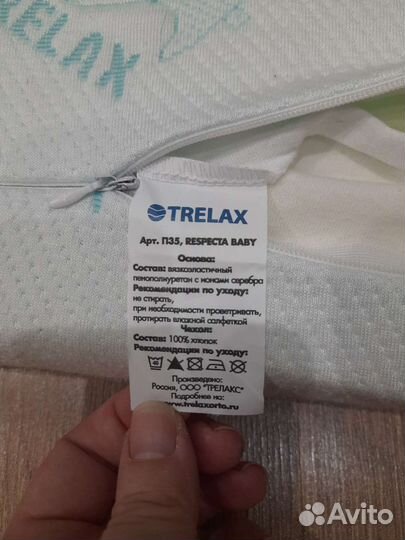 RELAX
TRELAX
Арт. П35, RESPECTA BABY
Основа:
Состав: вязкоэластичный
пенополиуретан с ионами серебра
Рекомендации по уходу:
не стирать,
при необходимости проветривать,
протирать влажной салфеткой
Чехол:
Состав: 100% хлопок
Рекомендации по уходу:
40
Произведено:
Россия, ООО "ТРЕЛАКС"
Подробнее на:
www.trelaxorto.ru
Avito